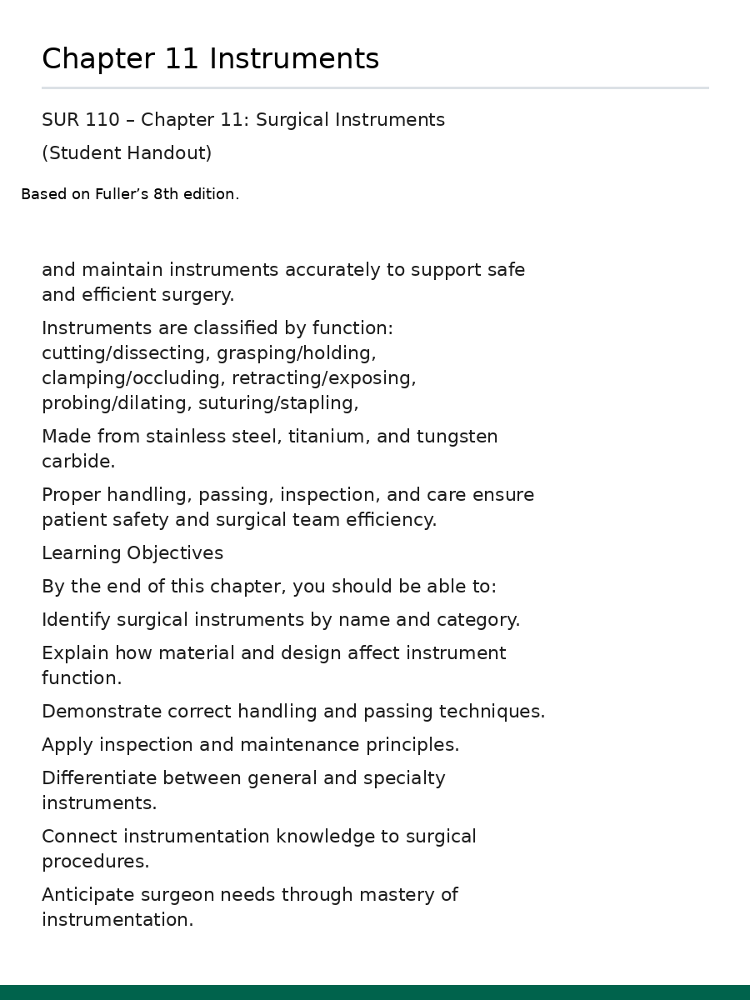 Chapter 11 Instruments
SUR 110 – Chapter 11: Surgical Instruments
(Student Handout)
Based on Fuller’s 8th edition.
and maintain instruments accurately to support safe
and efficient surgery.
Instruments are classified by function:
cutting/dissecting, grasping/holding,
clamping/occluding, retracting/exposing,
probing/dilating, suturing/stapling,
Made from stainless steel, titanium, and tungsten
carbide.
Proper handling, passing, inspection, and care ensure
patient safety and surgical team efficiency.
Learning Objectives
By the end of this chapter, you should be able to:
Identify surgical instruments by name and category.
Explain how material and design affect instrument
function.
Demonstrate correct handling and passing techniques.
Apply inspection and maintenance principles.
Differentiate between general and specialty
instruments.
Connect instrumentation knowledge to surgical
procedures.
Anticipate surgeon needs through mastery of
instrumentation.